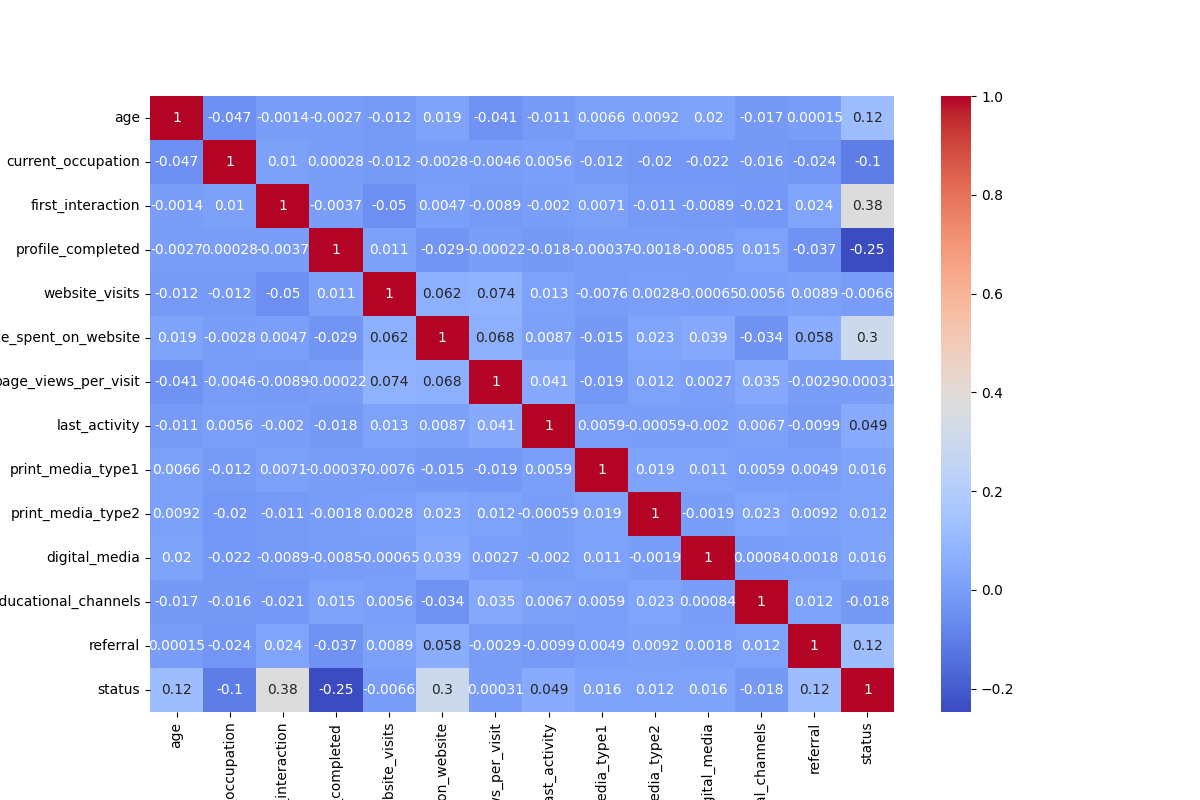 age 1 -0.047 -0.0014 -0.0027 -0.012 0.019 -0.041 -0.011 0.0066 0.0092 0.02 -0.017 0.00015 0.12
current_occupation -0.047 1 0.01 0.00028 -0.012 -0.0028 -0.0046 0.0056 -0.012 -0.02 -0.022 -0.016 -0.024 -0.1
first_interaction -0.0014 0.01 1 -0.0037 -0.05 0.0047 -0.0089 -0.002 0.0071 -0.011 -0.0089 -0.021 0.024 0.38
profile_completed -0.0027 0.00028 -0.0037 1 0.011 -0.029 -0.00022 -0.018 -0.00037 -0.0018 -0.0085 0.015 -0.037 -0.25
website_visits -0.012 -0.012 -0.05 0.011 1 0.062 0.074 0.013 -0.0076 0.0028 -0.00065 0.0056 0.0089 -0.0066
e_spent_on_website 0.019 -0.0028 0.0047 -0.029 0.062 1 0.068 0.0087 -0.015 0.023 0.039 -0.034 0.058 0.3
page_views_per_visit -0.041 -0.0046 -0.0089 -0.00022 0.074 0.068 1 0.041 -0.019 0.012 0.0027 0.035 -0.0029 0.00031
last_activity -0.011 0.0056 -0.002 -0.018 0.013 0.0087 0.041 1 0.0059 -0.00059 -0.002 0.0067 -0.0099 0.049
print_media_type1 0.0066 -0.012 0.0071 -0.00037 -0.0076 -0.015 -0.019 0.0059 1 0.019 0.011 0.0059 0.0049 0.016
print_media_type2 0.0092 -0.02 -0.011 -0.0018 0.0028 0.023 0.012 -0.00059 0.019 1 -0.0019 0.023 0.0092 0.012
digital_media 0.02 -0.022 -0.0089 -0.0085 -0.00065 0.039 0.0027 -0.002 0.011 -0.0019 1 0.00084 0.0018 0.016
ducational_channels -0.017 -0.016 -0.021 0.015 0.0056 -0.034 0.035 0.0067 0.0059 0.023 0.00084 1 0.012 -0.018
referral 0.00015 -0.024 0.024 -0.037 0.0089 0.058 -0.0029 -0.0099 0.0049 0.0092 0.0018 0.012 1 0.12
status 0.12 -0.1 0.38 -0.25 -0.0066 0.3 0.00031 0.049 0.016 0.012 0.016 -0.018 0.12 1
age
occupation
_interaction
_completed
bsite_visits
on_website
vs_per_visit
ast_activity
edia_type1
edia_type2
gital_media
al_channels
referral
status
1.0
0.8
0.6
0.4
0.2
0.0
−0.2